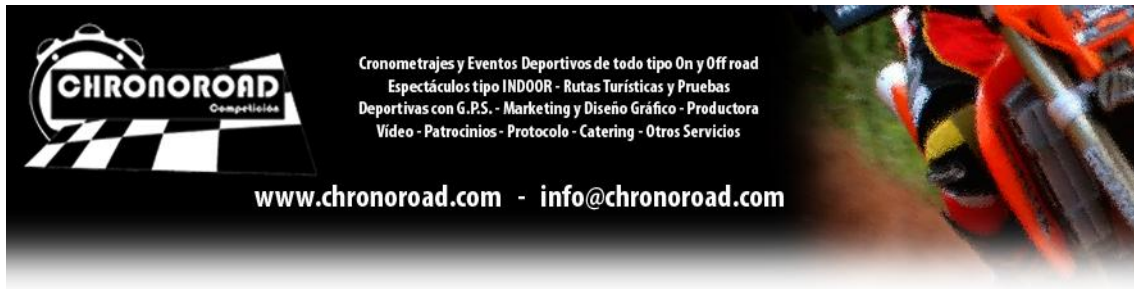 CHRONOROAD
Competición
Cronometrajes y Eventos Deportivos de todo tipo On y Off road
Espectáculos tipo INDOOR - Rutas Turísticas y Pruebas
Deportivas con G.P.S. - Marketing y Diseño Gráfico - Productora
Vídeo - Patrocinios - Protocolo - Catering - Otros Servicios
www.chronoroad.com - info@chronoroad.com